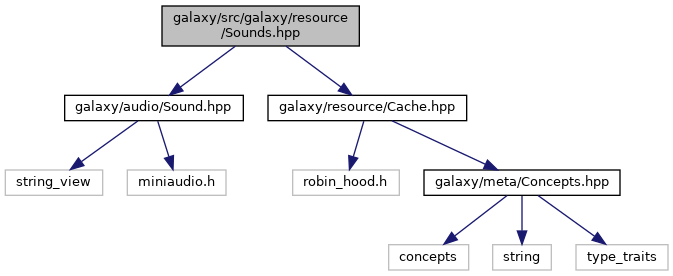 galaxy/src/galaxy/resource
/Sounds.hpp
galaxy/audio/Sound.hpp
galaxy/resource/Cache.hpp
string_view
miniaudio.h
robin_hood.h
galaxy/meta/Concepts.hpp
concepts
string
type_traits